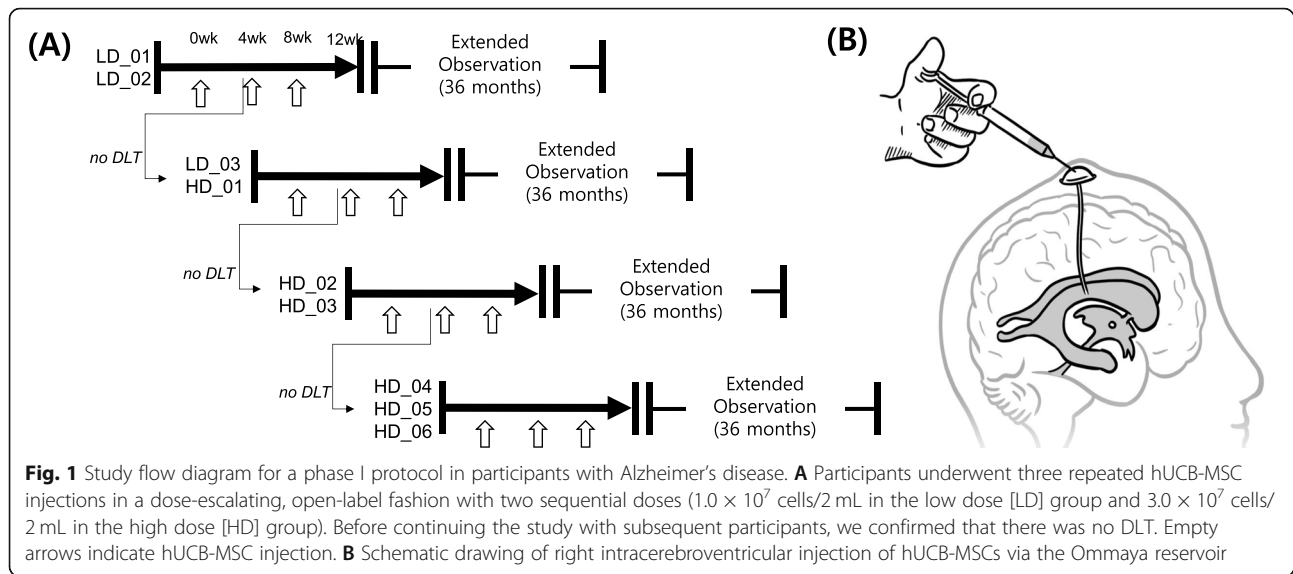 (A)
0wk 4wk 8wk 12wk
LD_01
LD_02
Extended
Observation
(36 months)
no DLT
LD_03
HD_01
Extended
Observation
(36 months)
no DLT
HD_02
HD_03
Extended
Observation
(36 months)
no DLT
HD_04
HD_05
HD_06
Extended
Observation
(36 months)
(B)
Fig. 1 Study flow diagram for a phase I protocol in participants with Alzheimer's disease. A Participants underwent three repeated hUCB-MSC
injections in a dose-escalating, open-label fashion with two sequential doses (1.0 × 10⁷ cells/2 mL in the low dose [LD] group and 3.0 × 10⁷ cells/
2 mL in the high dose [HD] group). Before continuing the study with subsequent participants, we confirmed that there was no DLT. Empty
arrows indicate hUCB-MSC injection. B Schematic drawing of right intracerebroventricular injection of hUCB-MSCs via the Ommaya reservoir